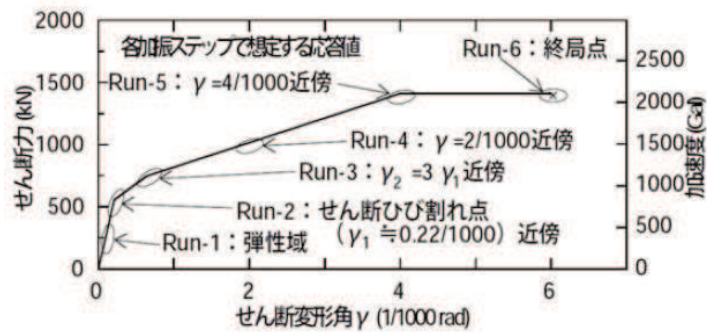 2000
1500
1000
500
0
せん断力(kN)
各加振ステップで想定する応答値
Run-5：γ=4/1000近傍
Run-6：終局点
Run-4：γ=2/1000近傍
Run-3：γ2=3 γ1近傍
Run-2：せん断ひび割れ点
（γ1 ≒0.22/1000）近傍
Run-1：弾性域
2500
2000
1500
1000
500
0
加速度(Gal)
0 2 4 6
せん断変形角γ (1/1000 rad)